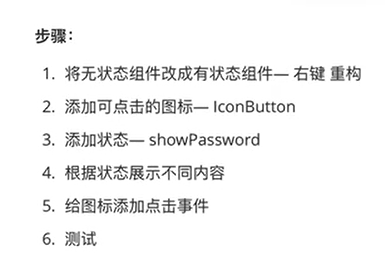 步骤：
1. 将无状态组件改成有状态组件— 右键 重构
2. 添加可点击的图标— IconButton
3. 添加状态— showPassword
4. 根据状态展示不同内容
5. 给图标添加点击事件
6. 测试